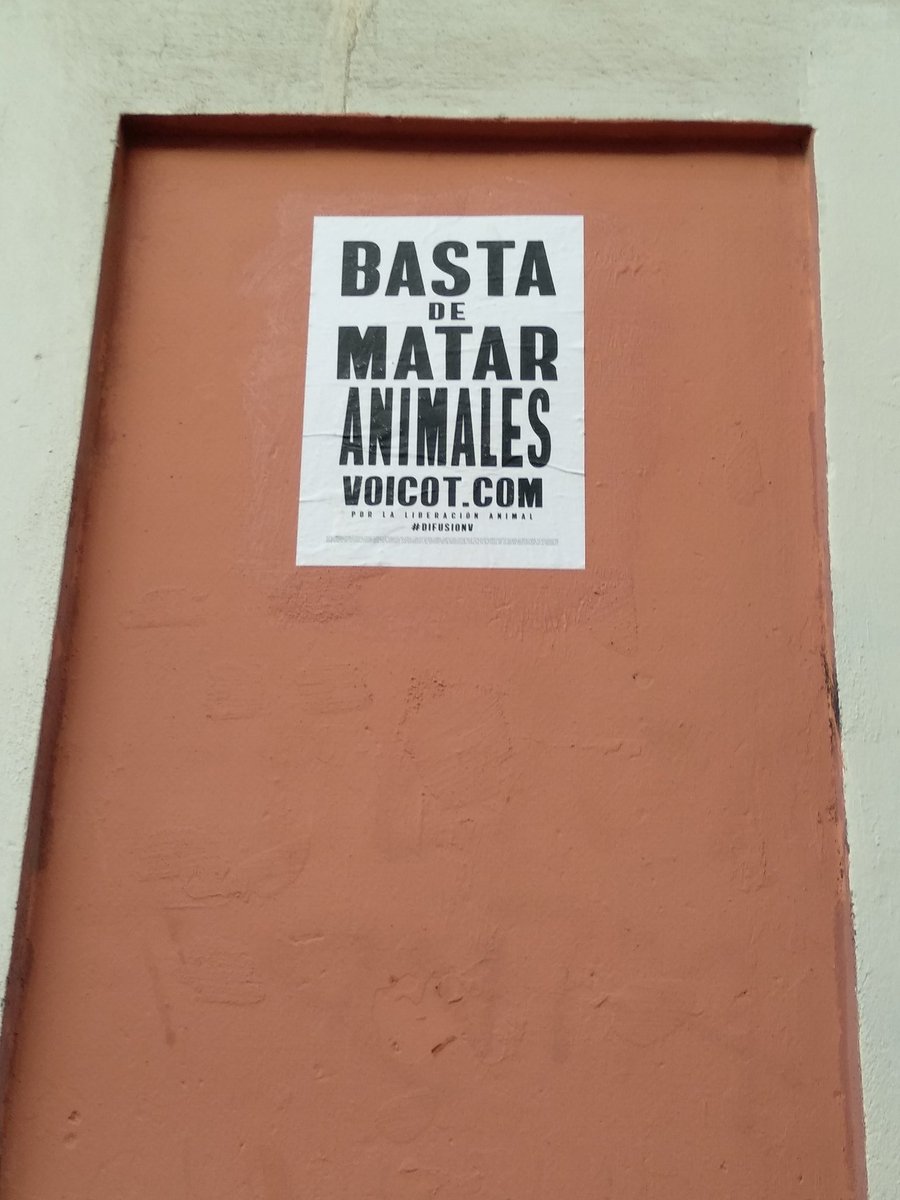 BASTA
DE
MATAR
ANIMALES
VOICOT.COM
POR LA LIBERACIÓN ANIMAL
#DIFUSIONV